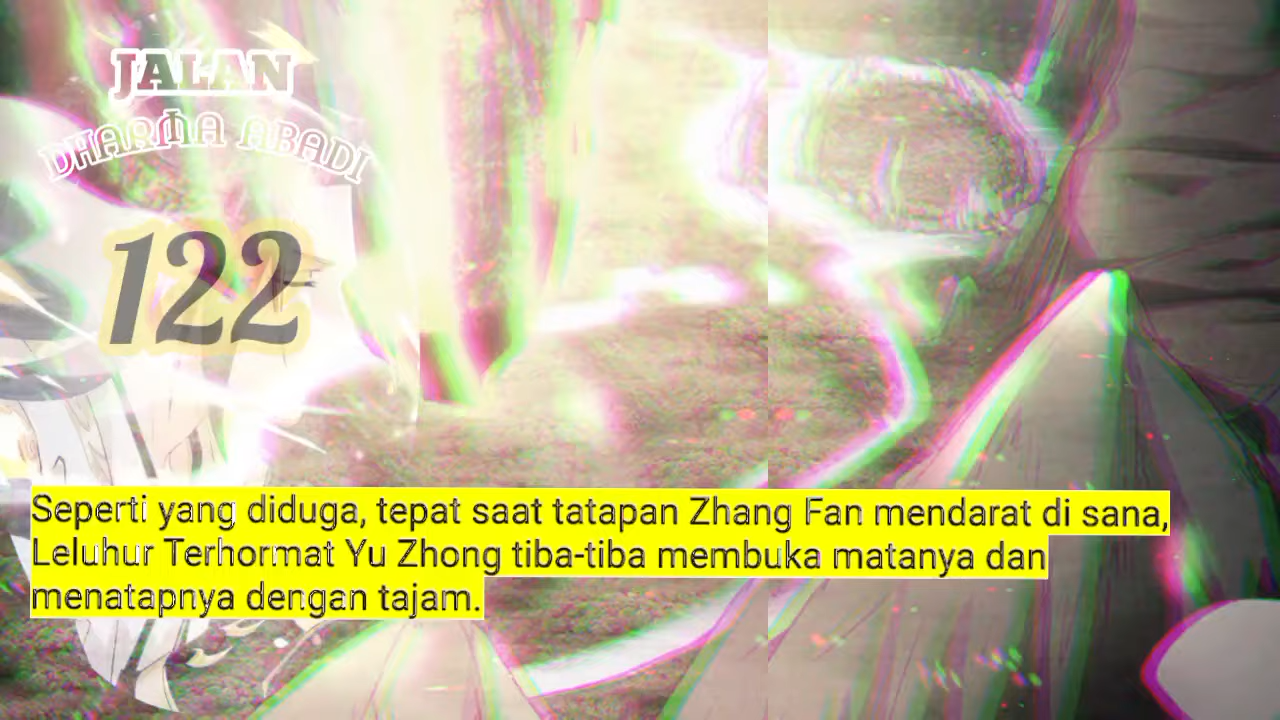 JALAN
DHARMA ABADI
122
Seperti yang diduga, tepat saat tatapan Zhang Fan mendarat di sana,
Leluhur Terhormat Yu Zhong tiba-tiba membuka matanya dan
menatapnya dengan tajam.